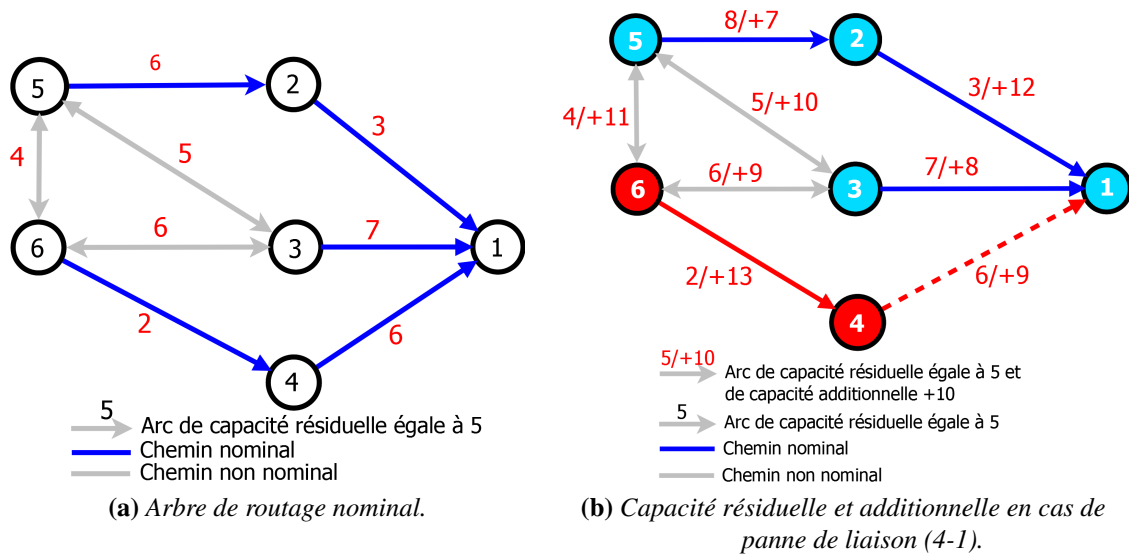 5
6
2
3
4
5
6
6
3
7
1
2
6
4
5
Arc de capacité résiduelle égale à 5
Chemin nominal
Chemin non nominal
(a) Arbre de routage nominal.
5
8/+7
2
4/+11
5/+10
3/+12
6
6/+9
3
7/+8
1
2/+13
6/+9
4
5/+10
Arc de capacité résiduelle égale à 5 et
de capacité additionnelle +10
5
Arc de capacité résiduelle égale à 5
Chemin nominal
Chemin non nominal
(b) Capacité résiduelle et additionnelle en cas de
panne de liaison (4-1).